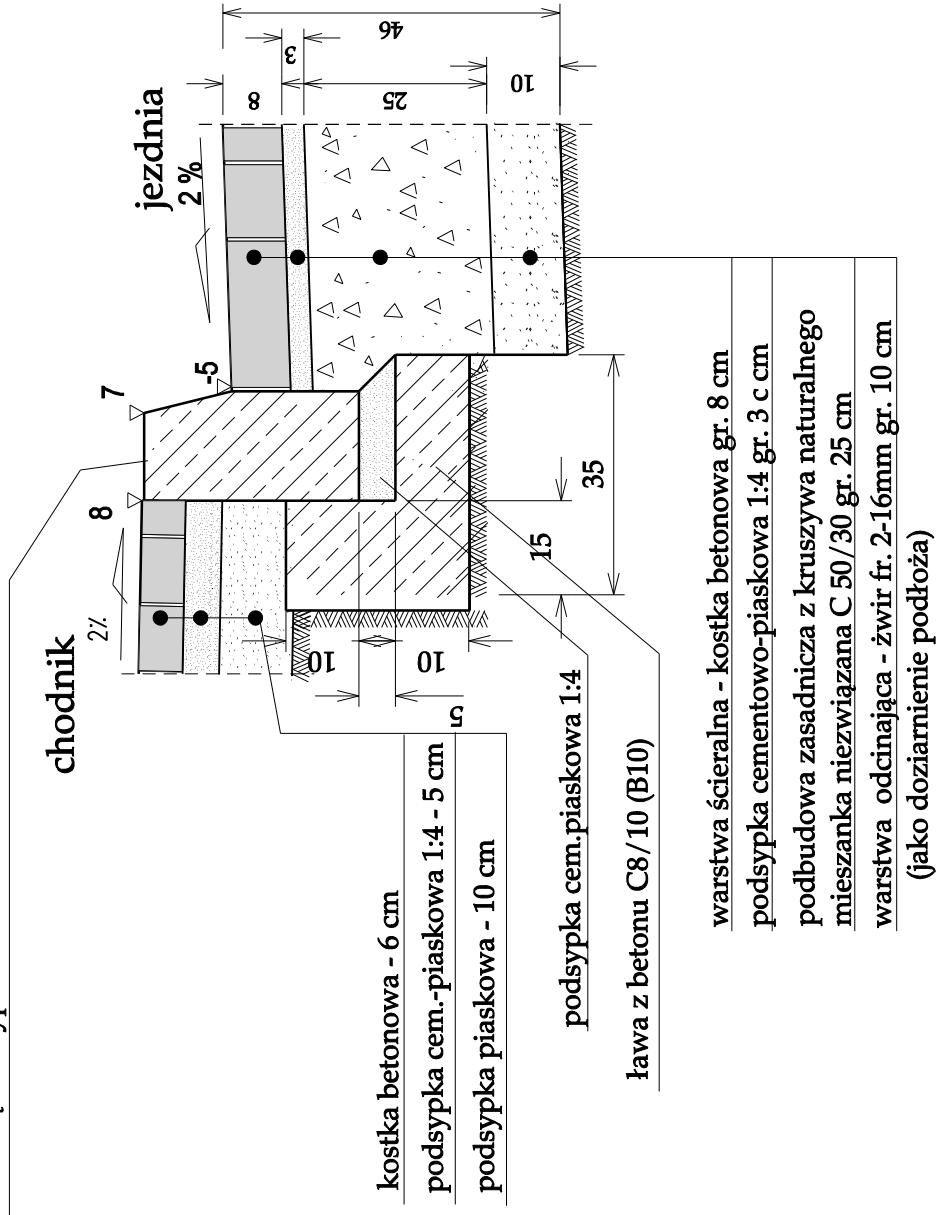 chodnik
2%
8
7
-5
jezdnia
2 %
8
3
25
46
10
10
10
5
15
35
kostka betonowa - 6 cm
podsypka cem.-piaskowa 1:4 - 5 cm
podsypka piaskowa - 10 cm
podsypka cem.piaskowa 1:4
ława z betonu C8/10 (B10)
warstwa ścieralna - kostka betonowa gr. 8 cm
podsypka cementowo-piaskowa 1:4 gr. 3 c cm
podbudowa zasadnicza z kruszywa naturalnego
mieszanka niezwiązana C 50/30 gr. 25 cm
warstwa odcinająca - żwir fr. 2-16mm gr. 10 cm
(jako doziarnienie podłoża)